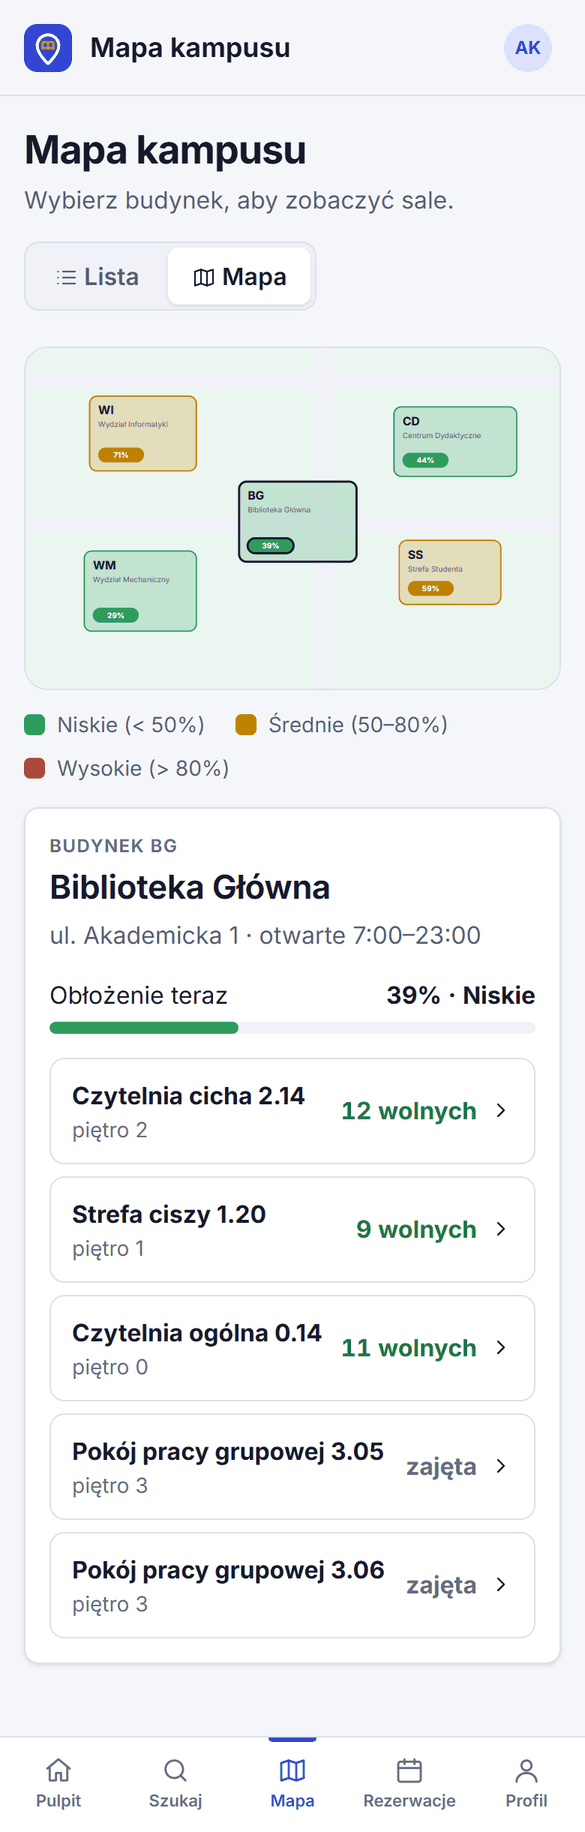 Mapa kampusu
AK
Mapa kampusu
Wybierz budynek, aby zobaczyć sale.
Lista
Mapa
WI
Wydział Informatyki
71%
CD
Centrum Dydaktyczne
44%
BG
Biblioteka Główna
39%
WM
Wydział Mechaniczny
29%
SS
Strefa Studenta
59%
Niskie (< 50%)
Średnie (50–80%)
Wysokie (> 80%)
BUDYNEK BG
Biblioteka Główna
ul. Akademicka 1 · otwarte 7:00–23:00
Obłożenie teraz
39% · Niskie
Czytelnia cicha 2.14
piętro 2
12 wolnych
Strefa ciszy 1.20
piętro 1
9 wolnych
Czytelnia ogólna 0.14
piętro 0
11 wolnych
Pokój pracy grupowej 3.05
piętro 3
zajęta
Pokój pracy grupowej 3.06
piętro 3
zajęta
Pulpit
Szukaj
Mapa
Rezerwacje
Profil